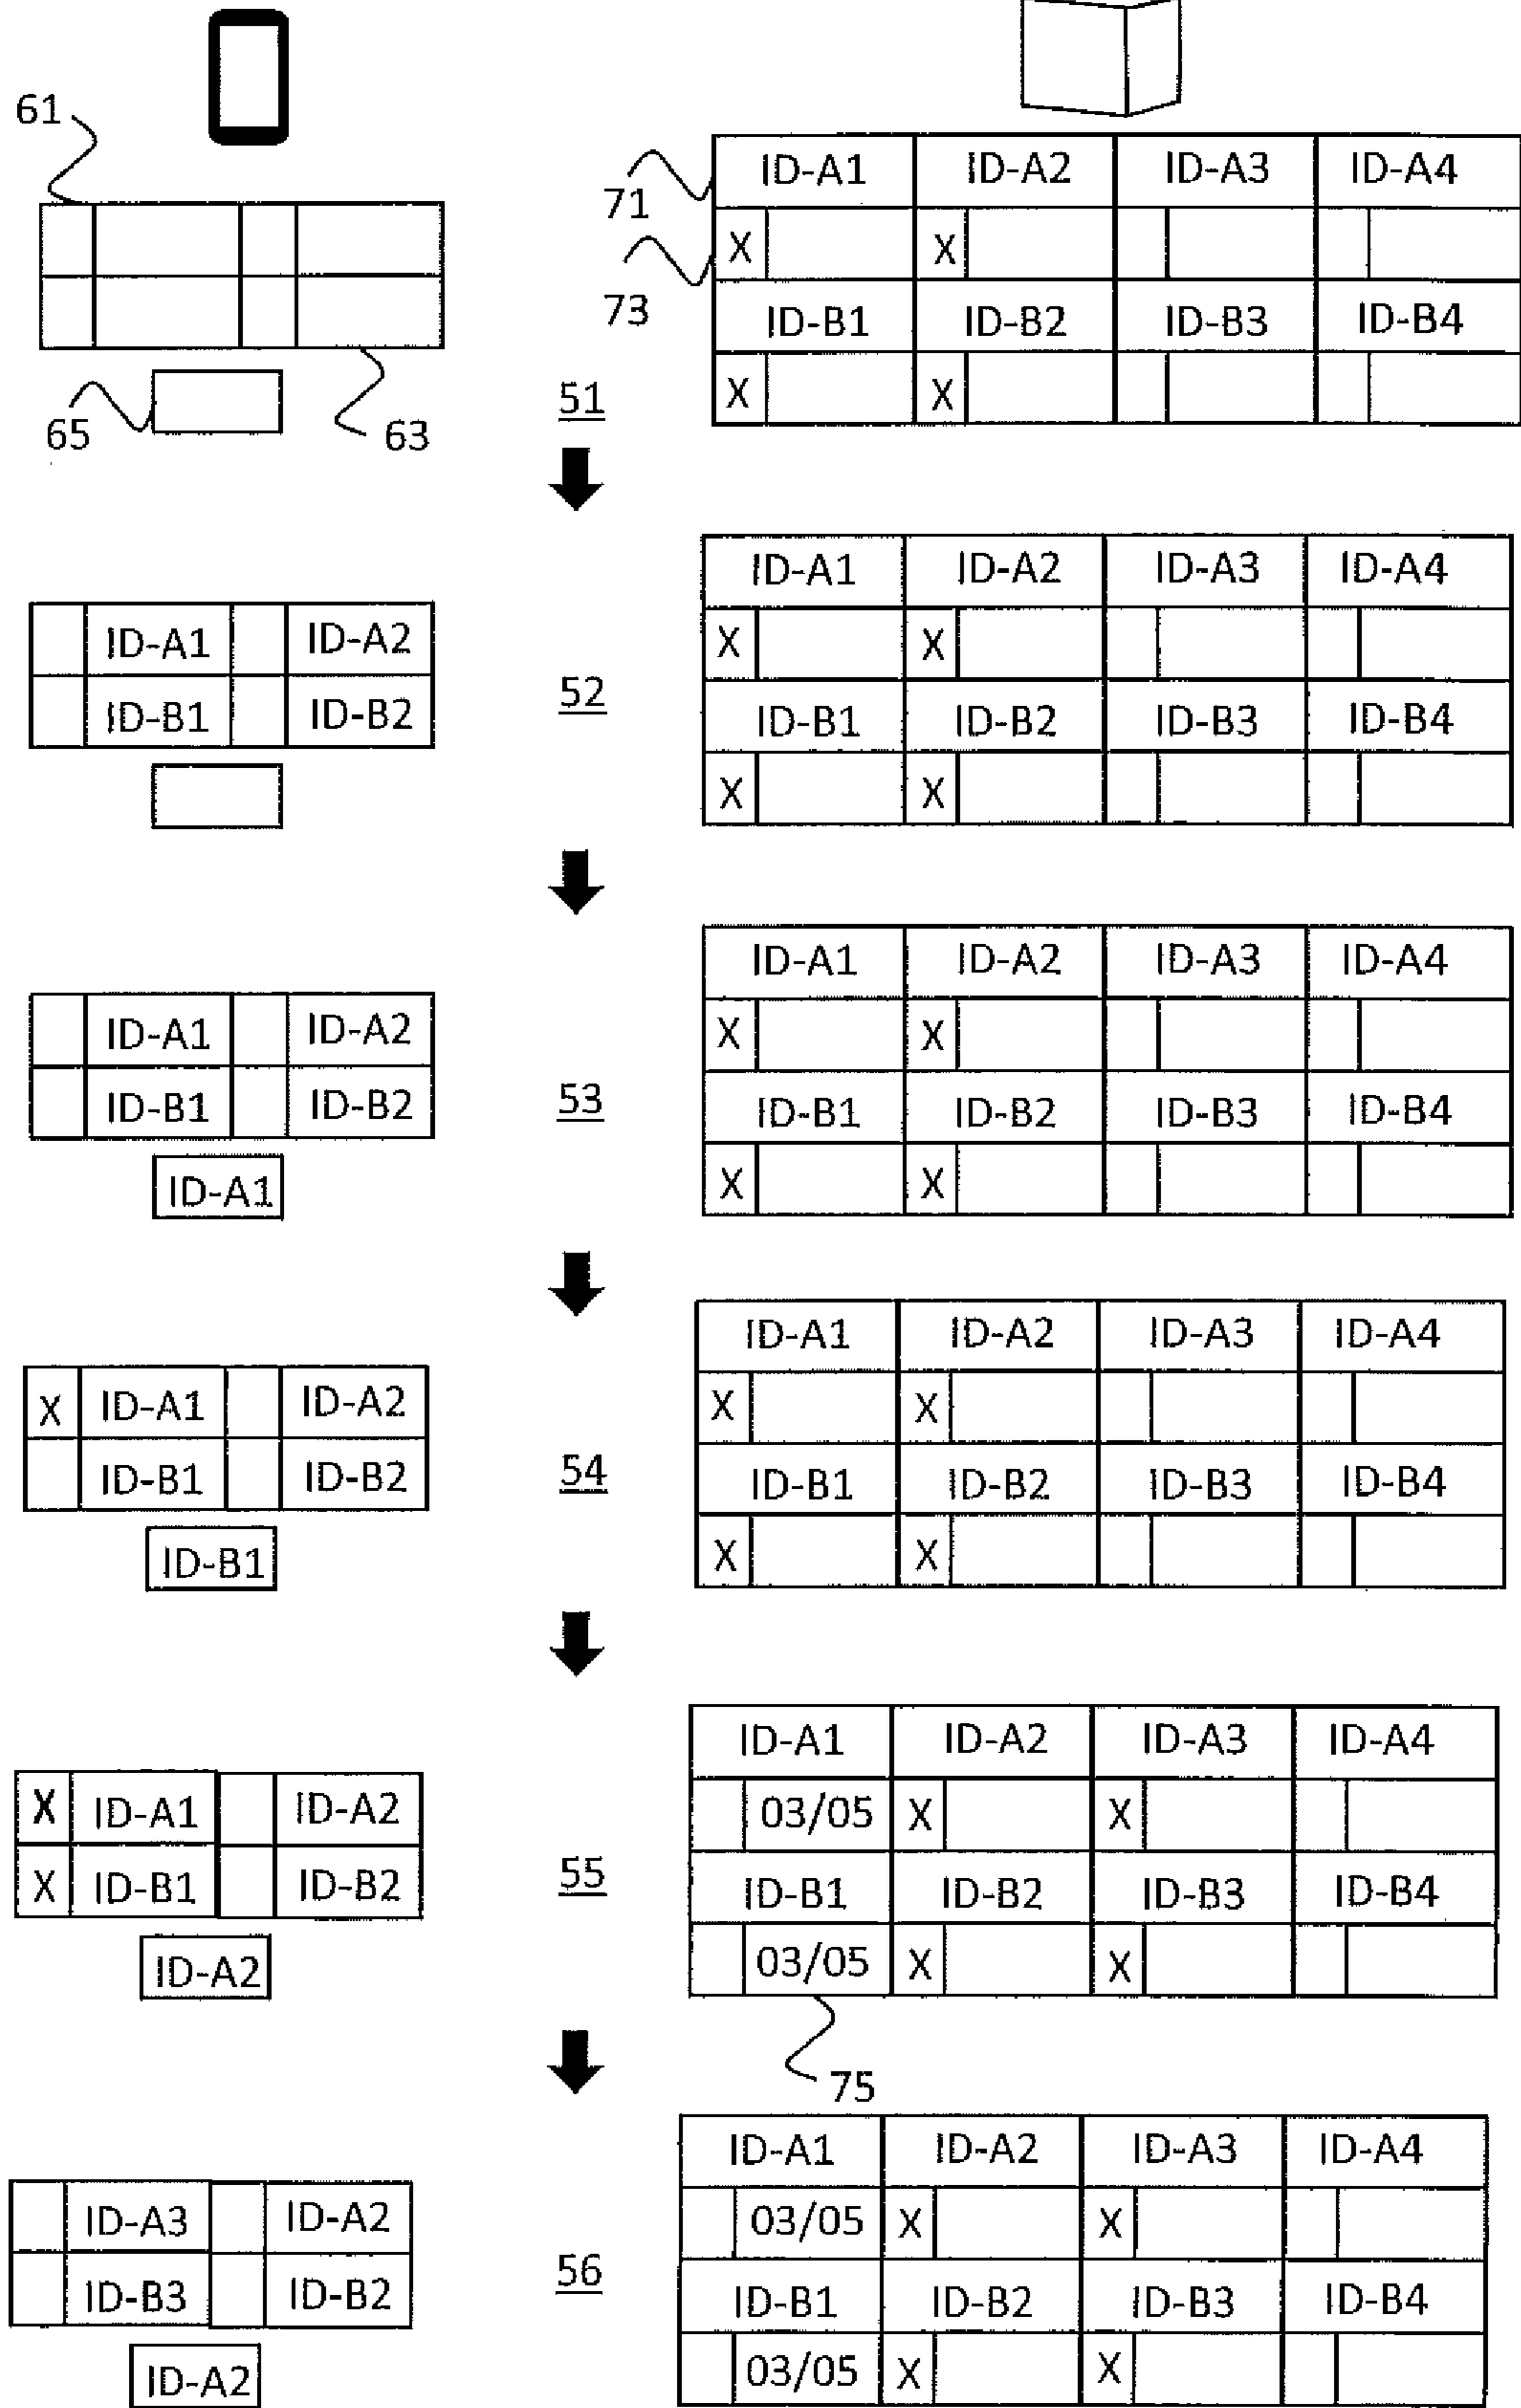 61
ID-A1 ID-A2 ID-A3 ID-A4
71
X X
73
ID-B1 ID-B2 ID-B3 ID-B4
X X
65 63 51
ID-A1 ID-A2 ID-A3 ID-A4
ID-A1 ID-A2 X X
ID-B1 ID-B2 52 ID-B1 ID-B2 ID-B3 ID-B4
X X
ID-A1 ID-A2 ID-A3 ID-A4
ID-A1 ID-A2 X X
ID-B1 ID-B2 53 ID-B1 ID-B2 ID-B3 ID-B4
ID-A1 X X
ID-A1 ID-A2 ID-A3 ID-A4
X ID-A1 ID-A2 X X
ID-B1 ID-B2 54 ID-B1 ID-B2 ID-B3 ID-B4
ID-B1 X X
ID-A1 ID-A2 ID-A3 ID-A4
X ID-A1 ID-A2 03/05 X X
X ID-B1 ID-B2 55 ID-B1 ID-B2 ID-B3 ID-B4
ID-A2 03/05 X X
75
ID-A1 ID-A2 ID-A3 ID-A4
ID-A3 ID-A2 03/05 X X
ID-B3 ID-B2 56 ID-B1 ID-B2 ID-B3 ID-B4
ID-A2 03/05 X X